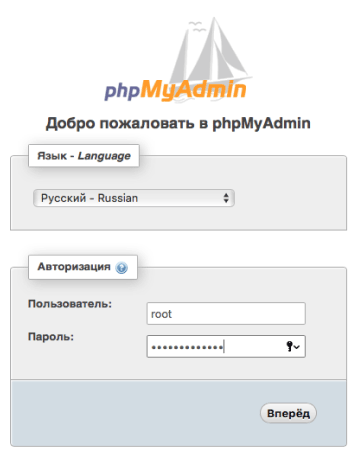 phpMyAdmin
Добро пожаловать в phpMyAdmin
Язык - Language
Русский - Russian
Авторизация
Пользователь:
root
Пароль:
•••••••••••••
Вперёд